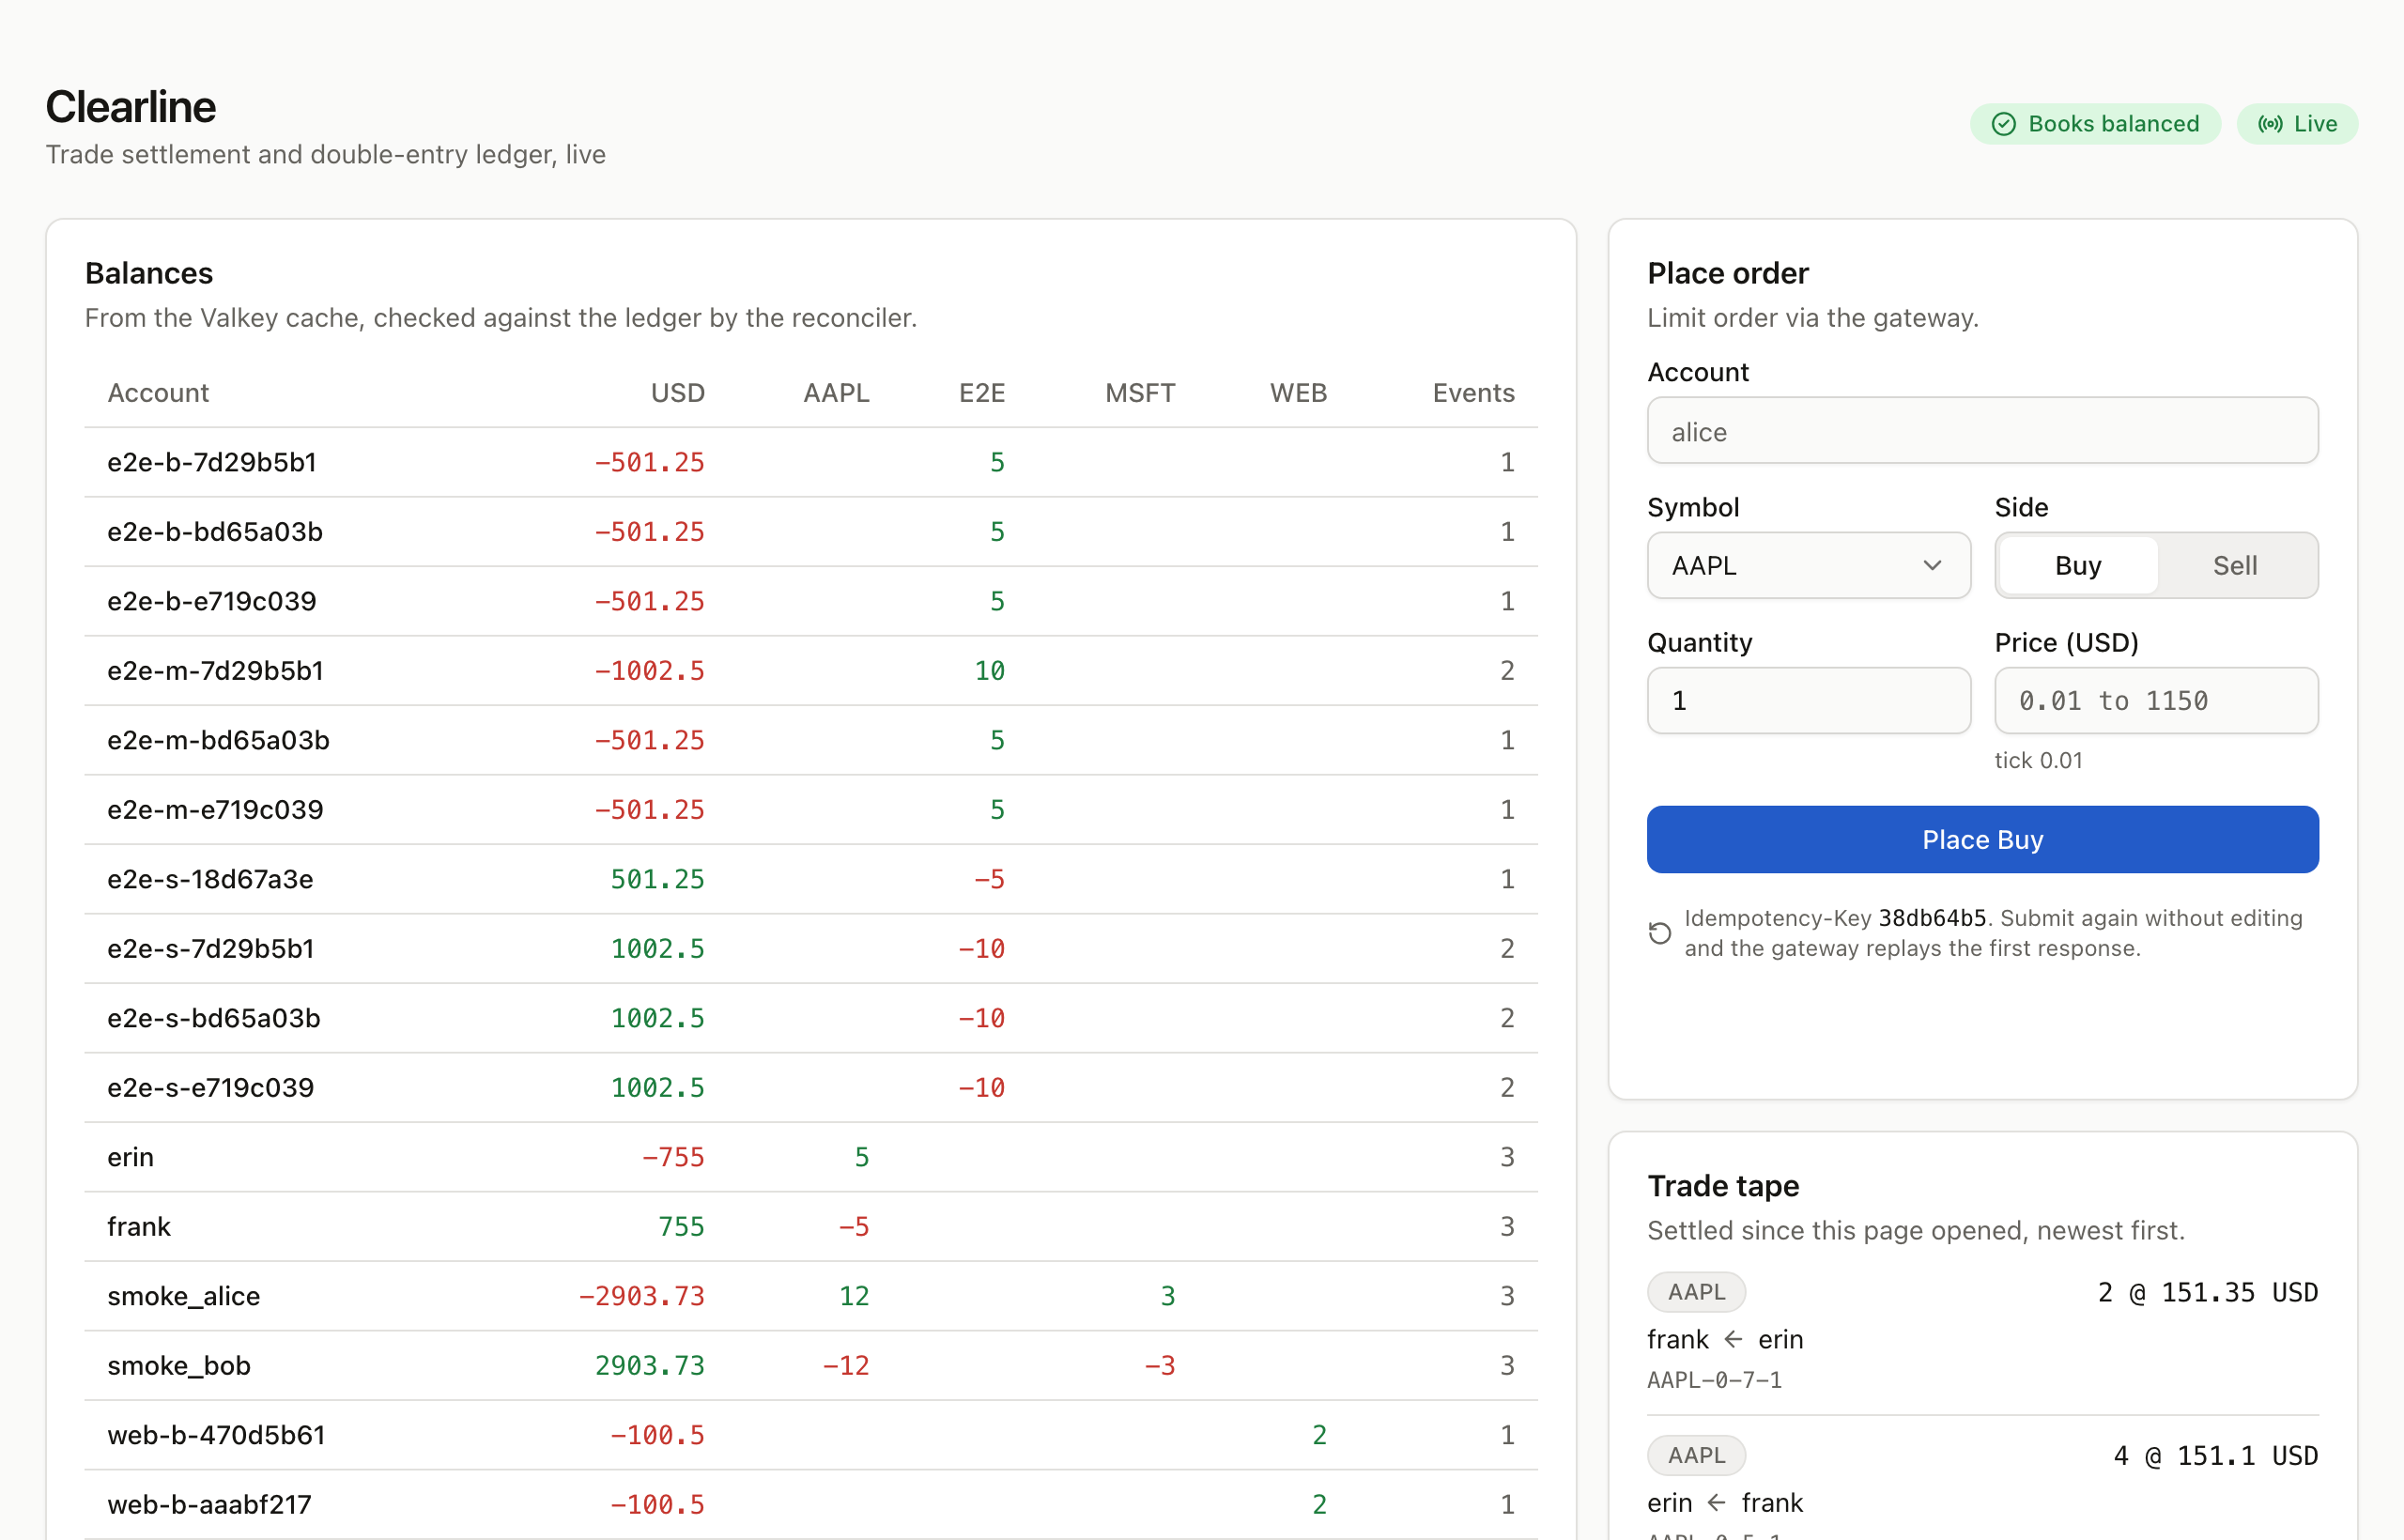 Clearline
Trade settlement and double-entry ledger, live
Books balanced
Live
Balances
From the Valkey cache, checked against the ledger by the reconciler.
Account USD AAPL E2E MSFT WEB Events
e2e-b-7d29b5b1 −501.25 5 1
e2e-b-bd65a03b −501.25 5 1
e2e-b-e719c039 −501.25 5 1
e2e-m-7d29b5b1 −1002.5 10 2
e2e-m-bd65a03b −501.25 5 1
e2e-m-e719c039 −501.25 5 1
e2e-s-18d67a3e 501.25 −5 1
e2e-s-7d29b5b1 1002.5 −10 2
e2e-s-bd65a03b 1002.5 −10 2
e2e-s-e719c039 1002.5 −10 2
erin −755 5 3
frank 755 −5 3
smoke_alice −2903.73 12 3 3
smoke_bob 2903.73 −12 −3 3
web-b-470d5b61 −100.5 2 1
web-b-aaabf217 −100.5 2 1
Place order
Limit order via the gateway.
Account
alice
Symbol Side
AAPL Buy Sell
Quantity Price (USD)
1 0.01 to 1150
tick 0.01
Place Buy
Idempotency-Key 38db64b5. Submit again without editing
and the gateway replays the first response.
Trade tape
Settled since this page opened, newest first.
AAPL 2 @ 151.35 USD
frank ← erin
AAPL-0-7-1
AAPL 4 @ 151.1 USD
erin ← frank